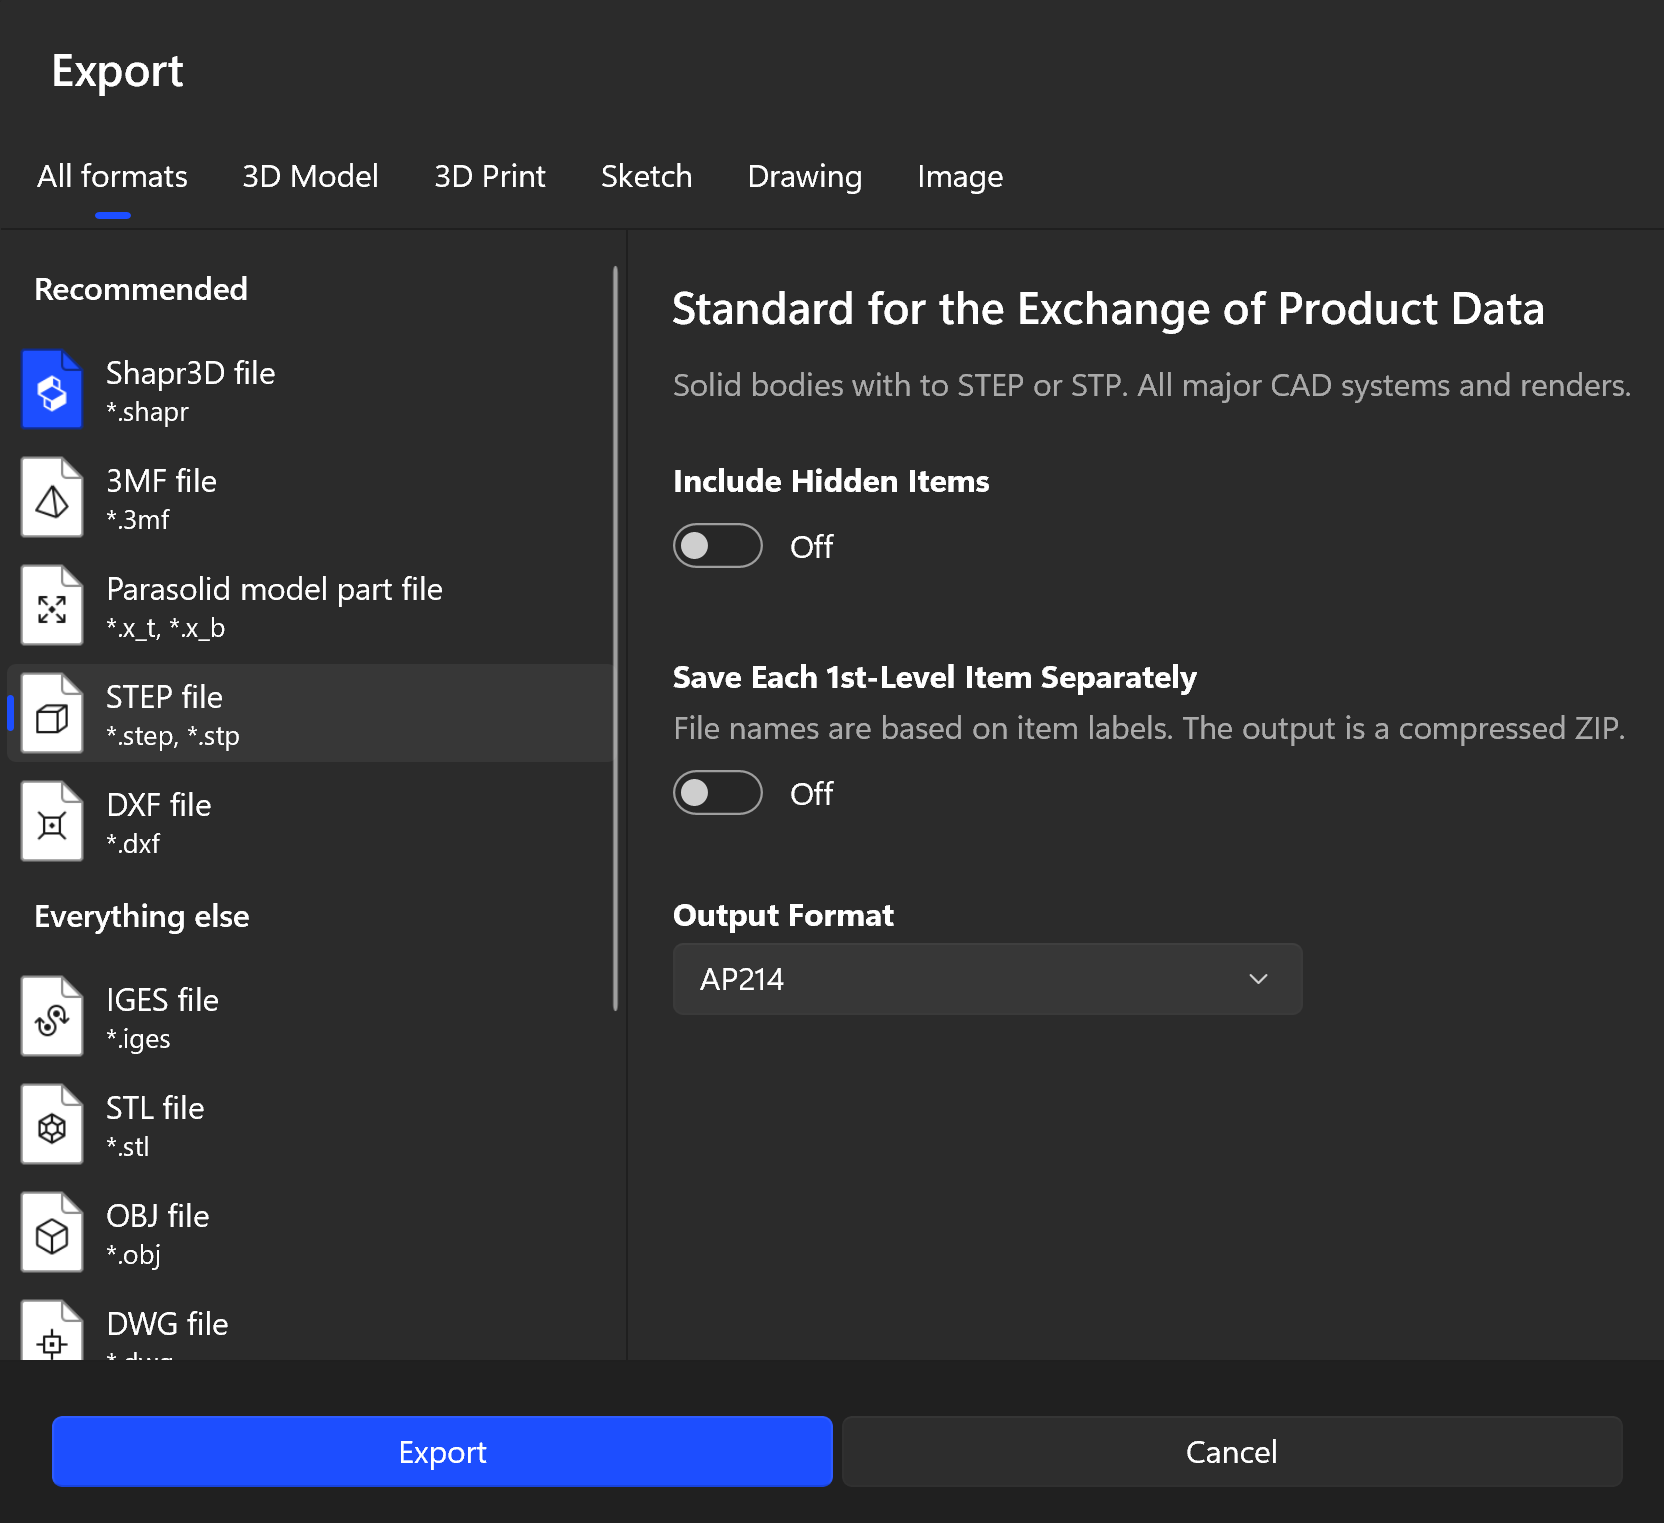 Export
All formats 3D Model 3D Print Sketch Drawing Image
Recommended
Shapr3D file
*.shapr
3MF file
*.3mf
Parasolid model part file
*.x_t, *.x_b
STEP file
*.step, *.stp
DXF file
*.dxf
Everything else
IGES file
*.iges
STL file
*.stl
OBJ file
*.obj
DWG file
*.dwg
Standard for the Exchange of Product Data
Solid bodies with to STEP or STP. All major CAD systems and renders.
Include Hidden Items
Off
Save Each 1st-Level Item Separately
File names are based on item labels. The output is a compressed ZIP.
Off
Output Format
AP214
Export Cancel